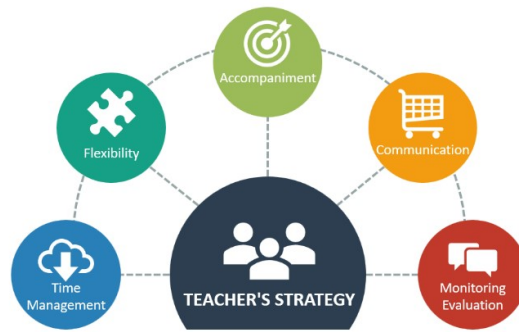 Accompaniment
Flexibility
Communication
Time
Management
TEACHER'S STRATEGY
Monitoring
Evaluation